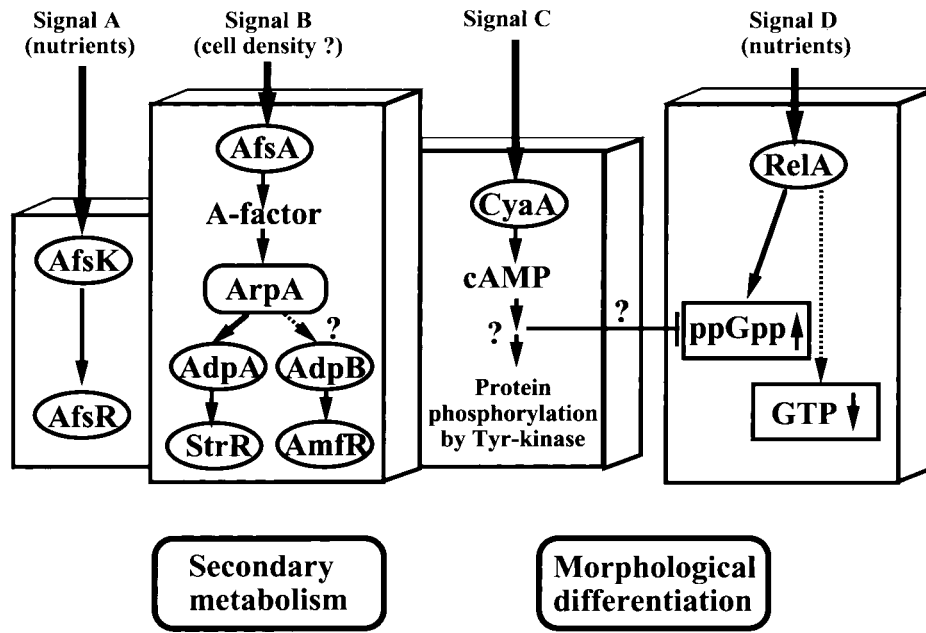 Signal A
(nutrients)
Signal B
(cell density ?)
Signal C
Signal D
(nutrients)
AfsK
AfsR
AfsA
A-factor
ArpA
?
AdpA
AdpB
StrR
AmfR
CyaA
cAMP
?
Protein
phosphorylation
by Tyr-kinase
?
RelA
ppGpp
GTP
Secondary
metabolism
Morphological
differentiation